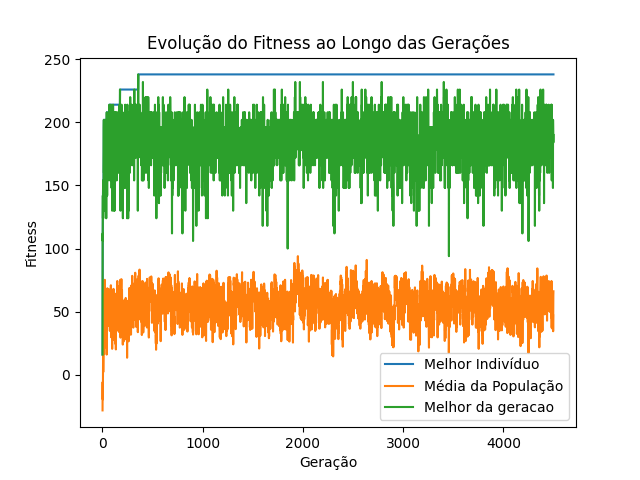 Evolução do Fitness ao Longo das Gerações
250
200
150
100
50
0
Fitness
0 1000 2000 3000 4000
Geração
Melhor Indivíduo
Média da População
Melhor da geracao